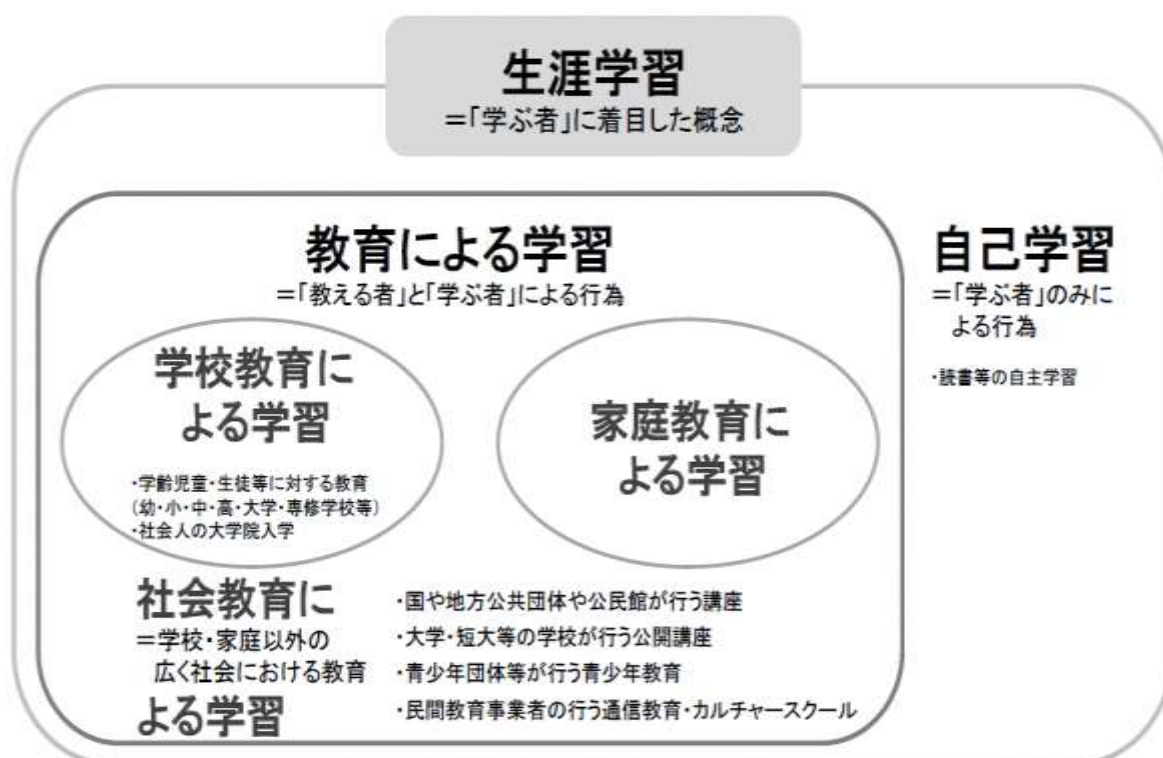 生涯学習
＝「学ぶ者」に着目した概念
教育による学習
＝「教える者」と「学ぶ者」による行為
学校教育に
よる学習
・学齢児童・生徒等に対する教育
（幼・小・中・高・大学・専修学校等）
・社会人の大学院入学
家庭教育に
よる学習
社会教育に
＝学校・家庭以外の
広く社会における教育
よる学習
・国や地方公共団体や公民館が行う講座
・大学・短大等の学校が行う公開講座
・青少年団体等が行う青少年教育
・民間教育事業者の行う通信教育・カルチャースクール
自己学習
＝「学ぶ者」のみに
よる行為
・読書等の自主学習